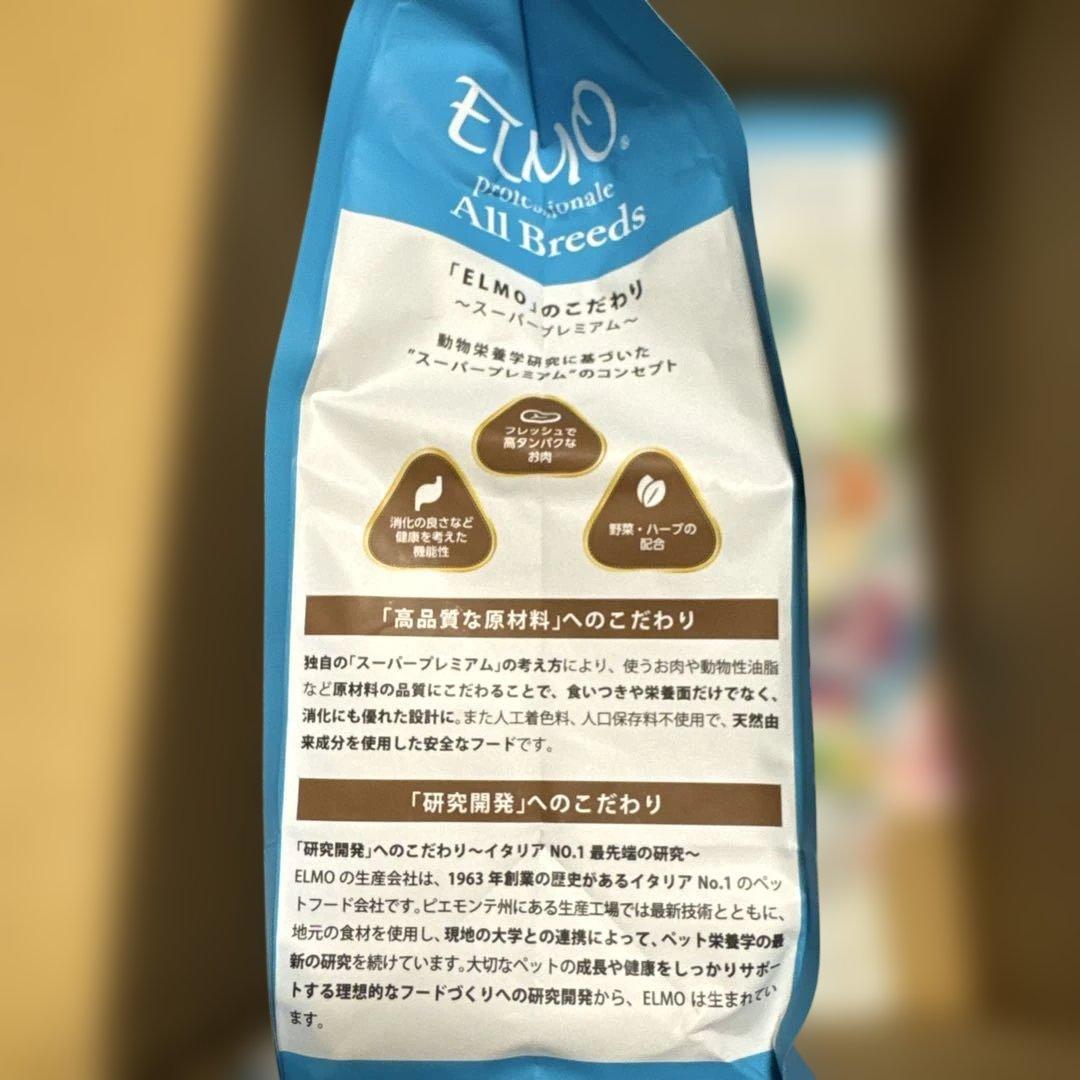 ELMO®
professionale
All Breeds
「ELMO」のこだわり
～スーパープレミアム～
動物栄養学研究に基づいた
"スーパープレミアム"のコンセプト
フレッシュで
高タンパクな
お肉
消化の良さなど
健康を考えた
機能性
野菜・ハーブの
配合
「高品質な原材料」へのこだわり
独自の「スーパープレミアム」の考え方により、使うお肉や動物性油脂
など原材料の品質にこだわることで、食いつきや栄養面だけでなく、
消化にも優れた設計に。また人工着色料、人口保存料不使用で、天然由
来成分を使用した安全なフードです。
「研究開発」へのこだわり
「研究開発」へのこだわり～イタリア NO.1 最先端の研究～
ELMO の生産会社は、1963 年創業の歴史があるイタリア No.1 のペッ
トフード会社です。ピエモンテ州にある生産工場では最新技術とともに、
地元の食材を使用し、現地の大学との連携によって、ペット栄養学の最
新の研究を続けています。大切なペットの成長や健康をしっかりサポー
トする理想的なフードづくりへの研究開発から、ELMO は生まれてい
ます。